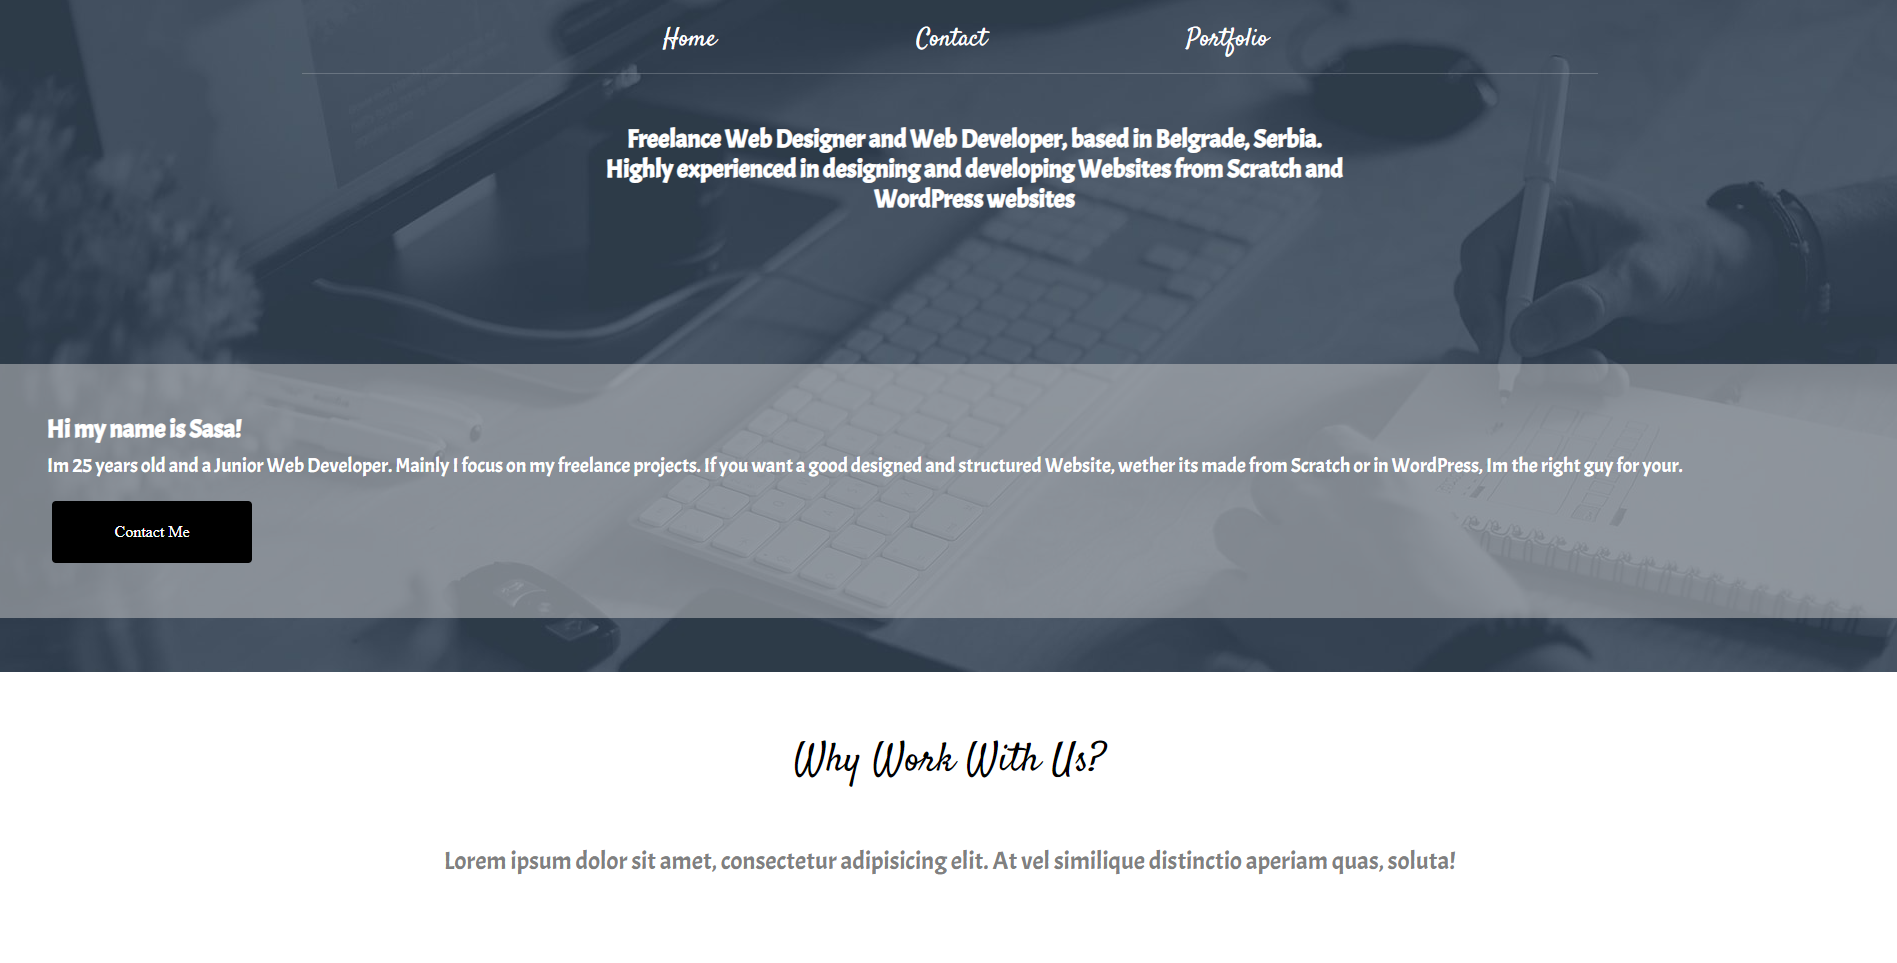 Home Contact Portfolio
Freelance Web Designer and Web Developer, based in Belgrade, Serbia.
Highly experienced in designing and developing Websites from Scratch and
WordPress websites
Hi my name is Sasa!
Im 25 years old and a Junior Web Developer. Mainly I focus on my freelance projects. If you want a good designed and structured Website, wether its made from Scratch or in WordPress, Im the right guy for your.
Contact Me
Why Work With Us?
Lorem ipsum dolor sit amet, consectetur adipisicing elit. At vel similique distinctio aperiam quas, soluta!